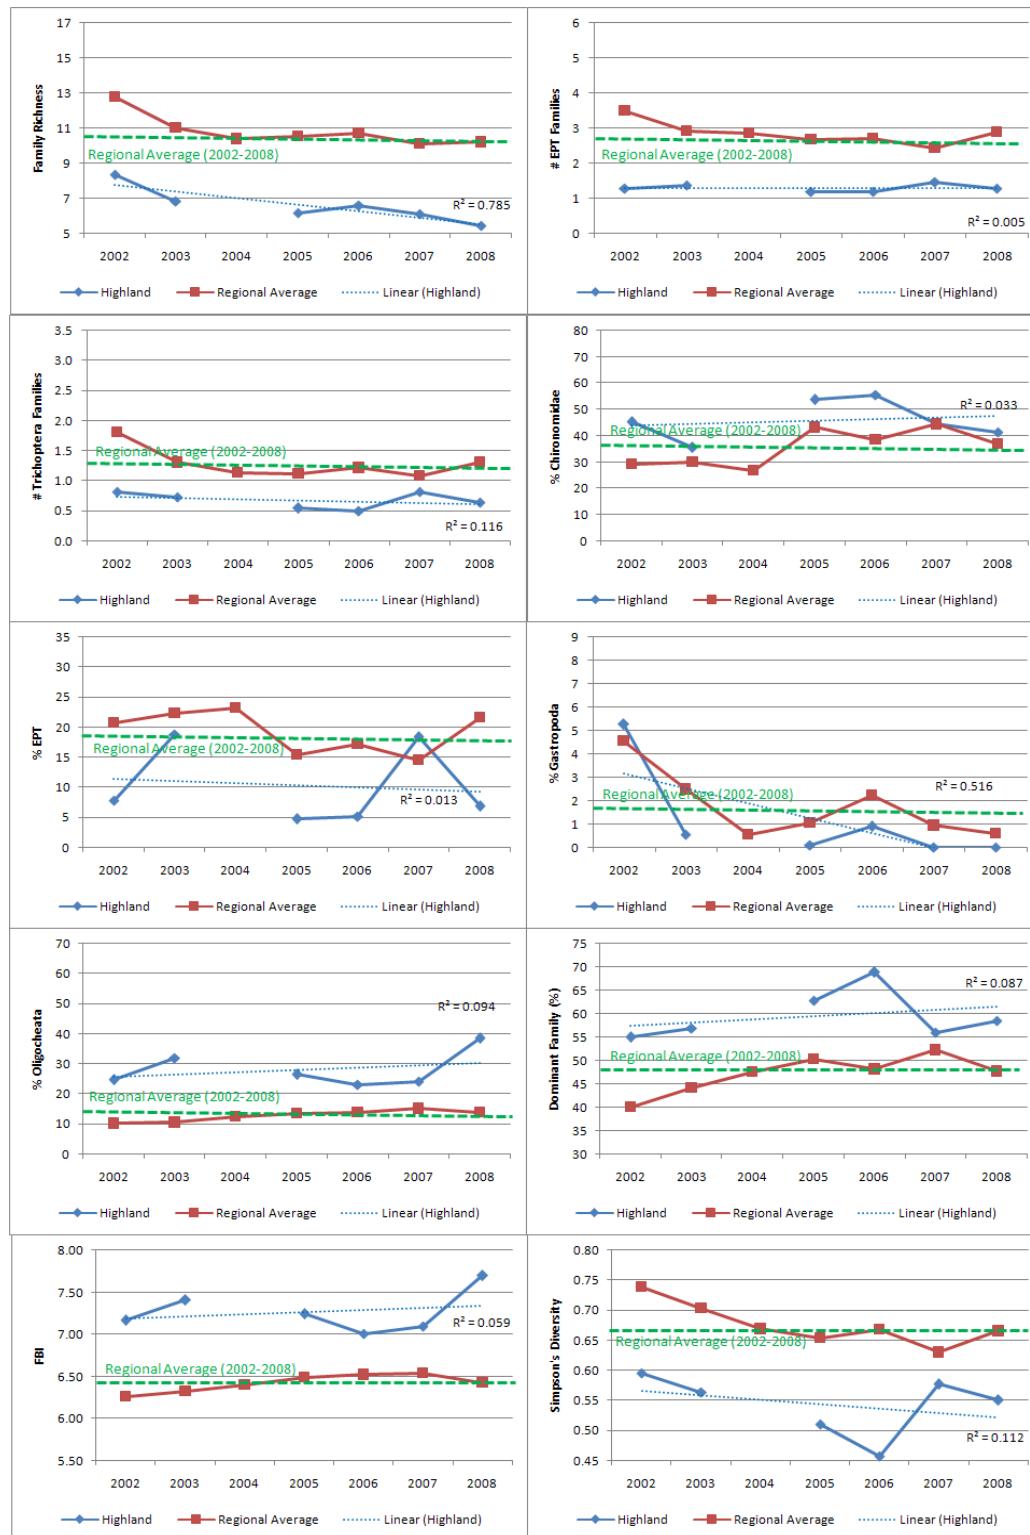 Family Richness
17
15
13
11
9
7
5
Regional Average (2002-2008)
R² = 0.785
2002 2003 2004 2005 2006 2007 2008
Highland Regional Average Linear (Highland)
# EPT Families
6
5
4
3
2
1
0
Regional Average (2002-2008)
R² = 0.005
2002 2003 2004 2005 2006 2007 2008
Highland Regional Average Linear (Highland)
# Trichoptera Families
3.5
3.0
2.5
2.0
1.5
1.0
0.5
0.0
Regional Average (2002-2008)
R² = 0.116
2002 2003 2004 2005 2006 2007 2008
Highland Regional Average Linear (Highland)
% Chironomidae
80
70
60
50
40
30
20
10
0
R² = 0.033
Regional Average (2002-2008)
2002 2003 2004 2005 2006 2007 2008
Highland Regional Average Linear (Highland)
% EPT
35
30
25
20
15
10
5
0
Regional Average (2002-2008)
R² = 0.013
2002 2003 2004 2005 2006 2007 2008
Highland Regional Average Linear (Highland)
% Gastropoda
9
8
7
6
5
4
3
2
1
0
R² = 0.516
Regional Average (2002-2008)
2002 2003 2004 2005 2006 2007 2008
Highland Regional Average Linear (Highland)
% Oligocheata
70
60
50
40
30
20
10
0
R² = 0.094
Regional Average (2002-2008)
2002 2003 2004 2005 2006 2007 2008
Highland Regional Average Linear (Highland)
Dominant Family (%)
75
70
65
60
55
50
45
40
35
30
R² = 0.087
Regional Average (2002-2008)
2002 2003 2004 2005 2006 2007 2008
Highland Regional Average Linear (Highland)
FBI
8.00
7.50
7.00
6.50
6.00
5.50
R² = 0.059
Regional Average (2002-2008)
2002 2003 2004 2005 2006 2007 2008
Highland Regional Average Linear (Highland)
Simpson's Diversity
0.80
0.75
0.70
0.65
0.60
0.55
0.50
0.45
Regional Average (2002-2008)
R² = 0.112
2002 2003 2004 2005 2006 2007 2008
Highland Regional Average Linear (Highland)